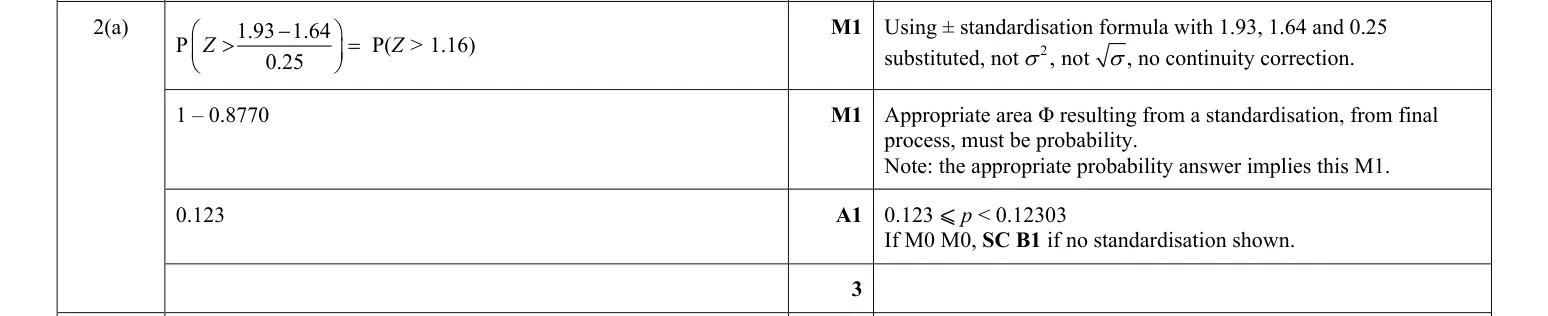 2(a)
P(Z > (1.93 – 1.64)/0.25) = P(Z > 1.16)
M1
Using ± standardisation formula with 1.93, 1.64 and 0.25
substituted, not σ², not √σ, no continuity correction.
1 – 0.8770
M1
Appropriate area Φ resulting from a standardisation, from final
process, must be probability.
Note: the appropriate probability answer implies this M1.
0.123
A1
0.123 ⩽ p < 0.12303
If M0 M0, SC B1 if no standardisation shown.
3